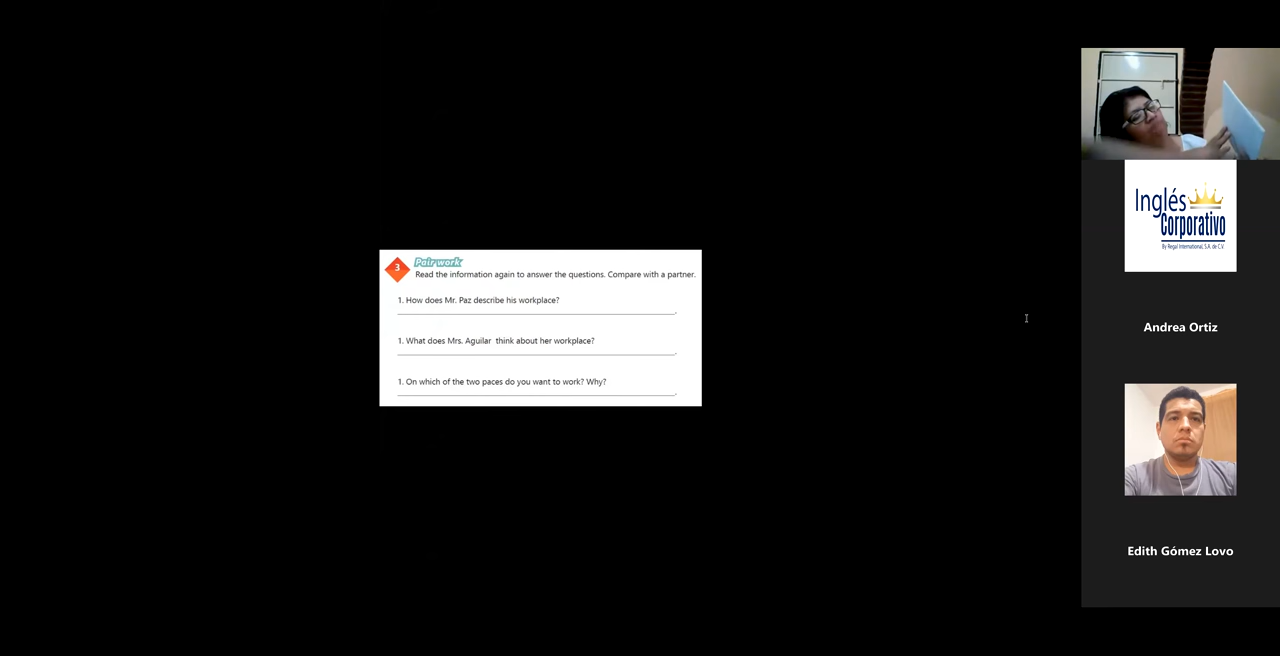 3
Pair work
Read the information again to answer the questions. Compare with a partner.
1. How does Mr. Paz describe his workplace?
1. What does Mrs. Aguilar think about her workplace?
1. On which of the two paces do you want to work? Why?
Inglés
Corporativo
By Regal International, S.A. de C.V.
Andrea Ortiz
Edith Gómez Lovo